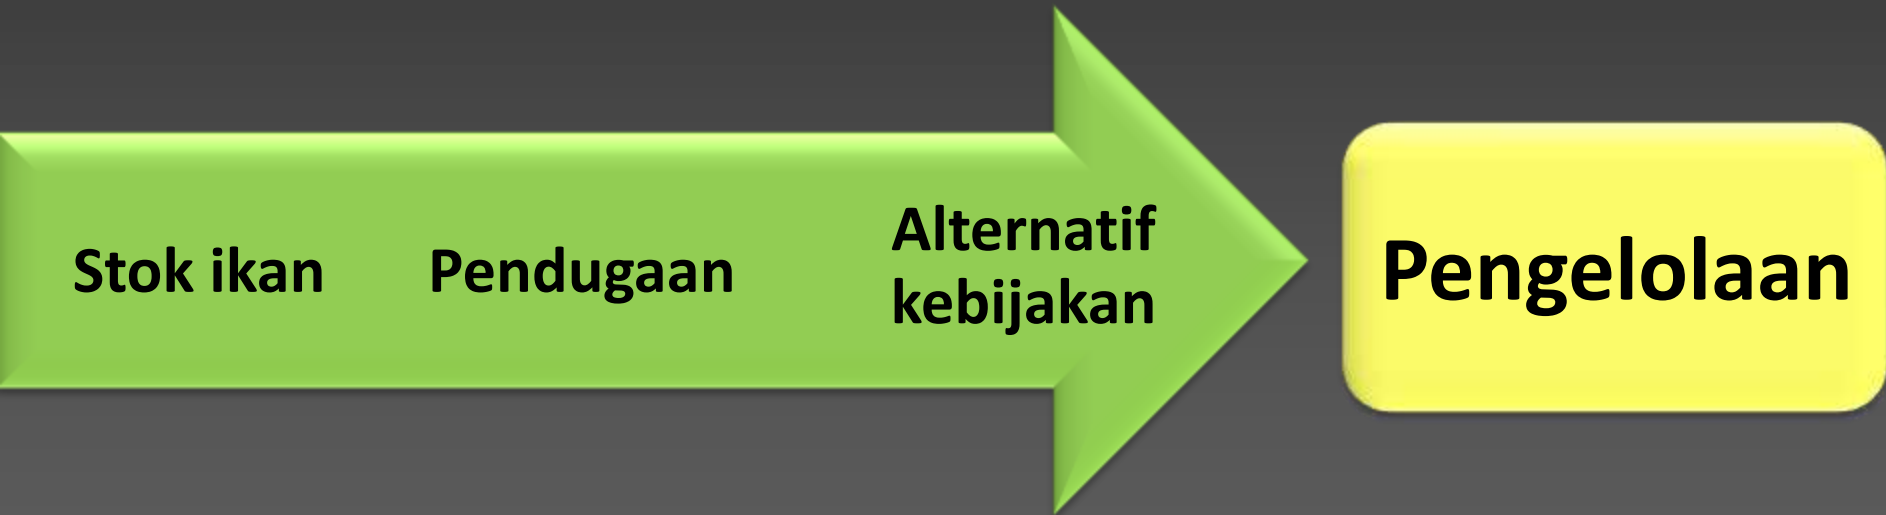 Stok ikan
Pendugaan
Alternatif
kebijakan
Pengelolaan